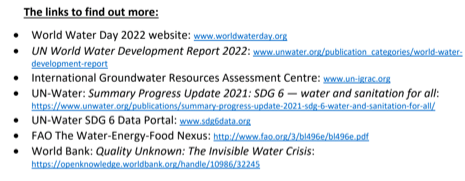 The links to find out more:
• World Water Day 2022 website: www.worldwaterday.org
• UN World Water Development Report 2022: www.unwater.org/publication_categories/world-water-
development-report
• International Groundwater Resources Assessment Centre: www.un-igrac.org
• UN-Water: Summary Progress Update 2021: SDG 6 — water and sanitation for all:
https://www.unwater.org/publications/summary-progress-update-2021-sdg-6-water-and-sanitation-for-all/
• UN-Water SDG 6 Data Portal: www.sdg6data.org
• FAO The Water-Energy-Food Nexus: http://www.fao.org/3/bl496e/bl496e.pdf
• World Bank: Quality Unknown: The Invisible Water Crisis:
https://openknowledge.worldbank.org/handle/10986/32245